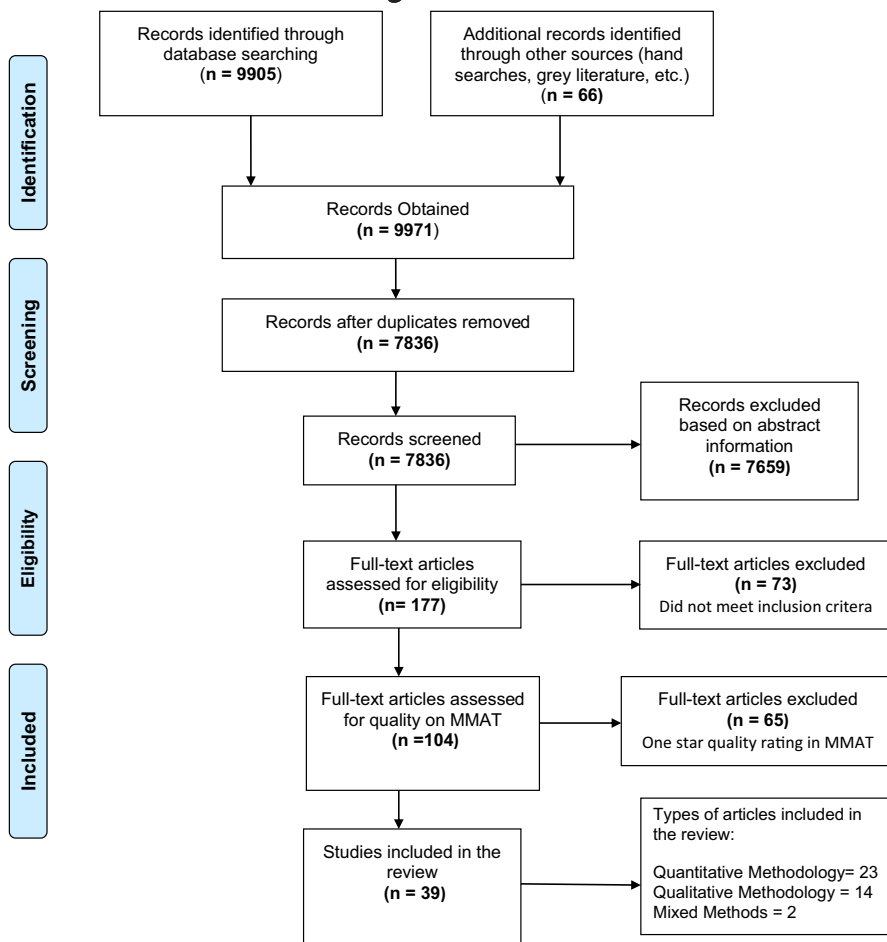 Records identified through
database searching
(n = 9905)
Additional records identified
through other sources (hand
searches, grey literature, etc.)
(n = 66)
Identification
Records Obtained
(n = 9971)
Screening
Records after duplicates removed
(n = 7836)
Records screened
(n = 7836)
Records excluded
based on abstract
information
(n = 7659)
Eligibility
Full-text articles
assessed for eligibility
(n= 177)
Full-text articles excluded
(n = 73)
Did not meet inclusion critera
Included
Full-text articles assessed
for quality on MMAT
(n =104)
Full-text articles excluded
(n = 65)
One star quality rating in MMAT
Studies included in the
review
(n = 39)
Types of articles included in
the review:
Quantitative Methodology= 23
Qualitative Methodology = 14
Mixed Methods = 2